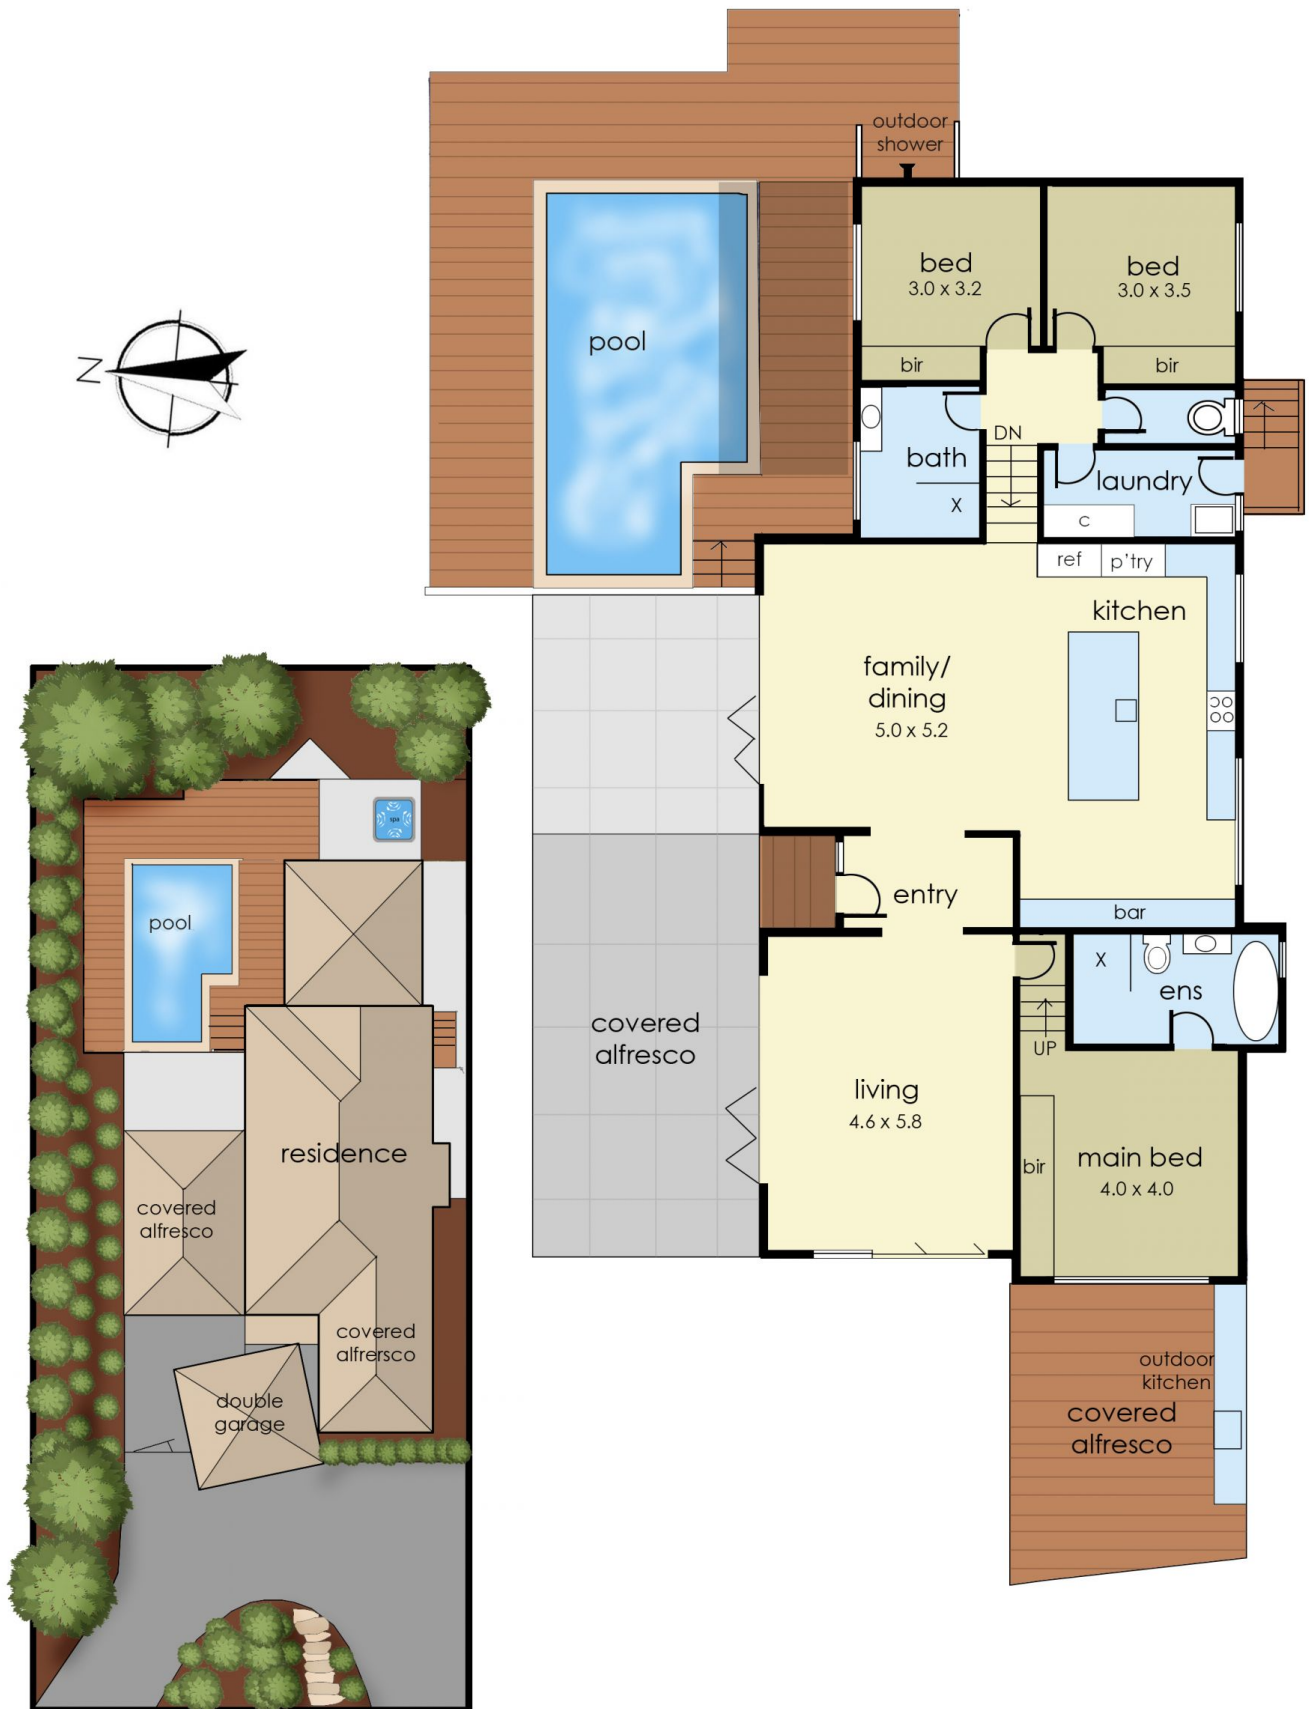 outdoor
shower
bed
3.0 x 3.2
bed
3.0 x 3.5
pool
bir
bir
N
DN
bath
laundry
X
c
ref
p'try
kitchen
family/
dining
5.0 x 5.2
entry
bar
X
ens
covered
alfresco
UP
living
4.6 x 5.8
bir
main bed
4.0 x 4.0
outdoor
kitchen
covered
alfresco
spa
pool
residence
covered
alfresco
covered
alfrersco
double
garage